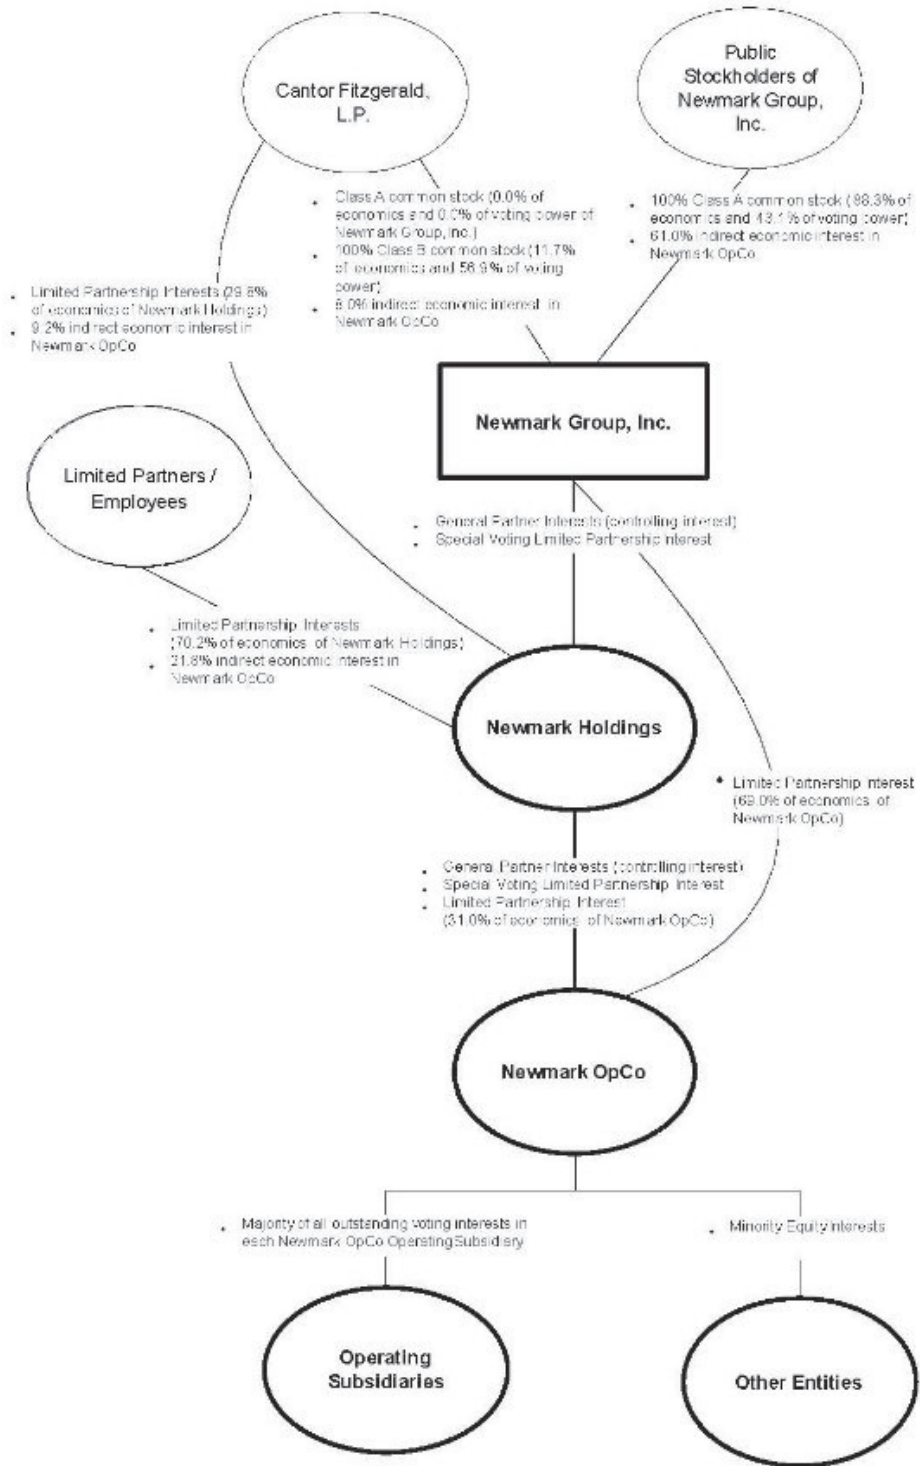 Cantor Fitzgerald,
L.P.
Public
Stockholders of
Newmark Group,
Inc.
• Class A common stock (0.0% of
economics and 0.0% of voting power of
Newmark Group, Inc.)
• 100% Class B common stock (11.7%
of economics and 56.9% of voting
power)
• 8.0% indirect economic interest in
Newmark OpCo
• 100% Class A common stock (88.3% of
economics and 43.1% of voting power)
• 61.0% indirect economic interest in
Newmark OpCo
• Limited Partnership Interests (29.8%
of economics of Newmark Holdings)
• 9.2% indirect economic interest in
Newmark OpCo
Newmark Group, Inc.
Limited Partners /
Employees
• General Partner Interests (controlling interest)
• Special Voting Limited Partnership Interest
• Limited Partnership Interests
(70.2% of economics of Newmark Holdings)
• 21.8% indirect economic interest in
Newmark OpCo
Newmark Holdings
• Limited Partnership Interest
(69.0% of economics of
Newmark OpCo)
• General Partner Interests (controlling interest)
• Special Voting Limited Partnership Interest
• Limited Partnership Interest
(31.0% of economics of Newmark OpCo)
Newmark OpCo
• Majority of all outstanding voting interests in
each Newmark OpCo Operating Subsidiary
• Minority Equity Interests
Operating
Subsidiaries
Other Entities